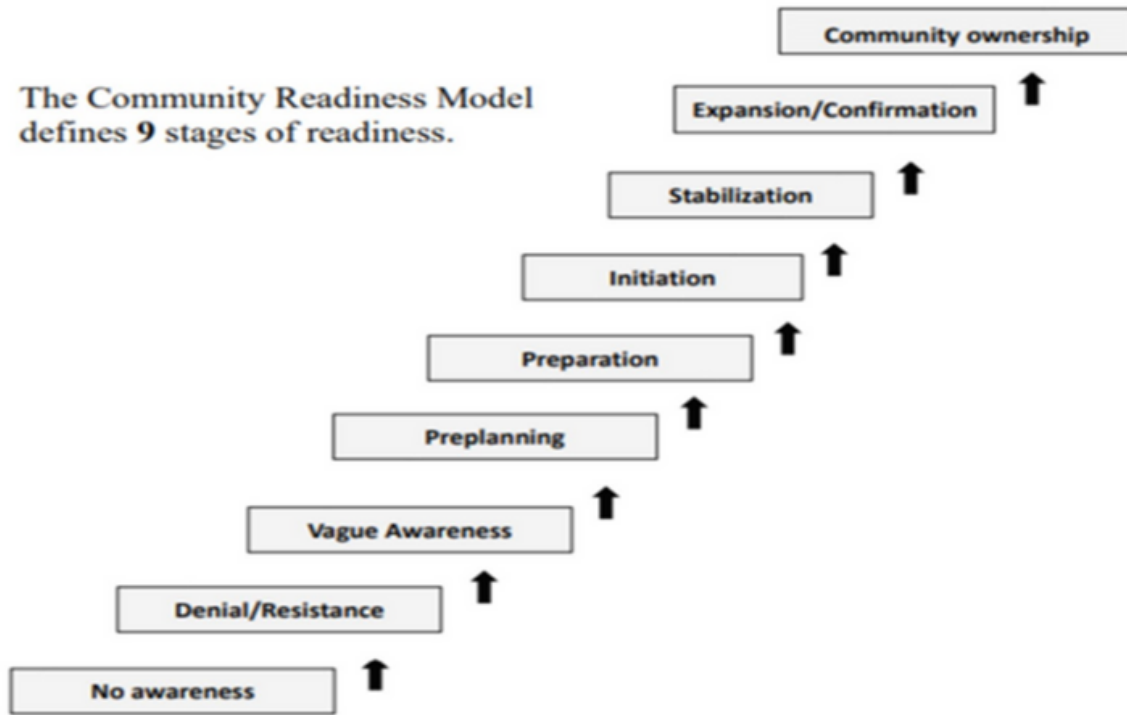 Community ownership
The Community Readiness Model
defines 9 stages of readiness.
Expansion/Confirmation
Stabilization
Initiation
Preparation
Preplanning
Vague Awareness
Denial/Resistance
No awareness